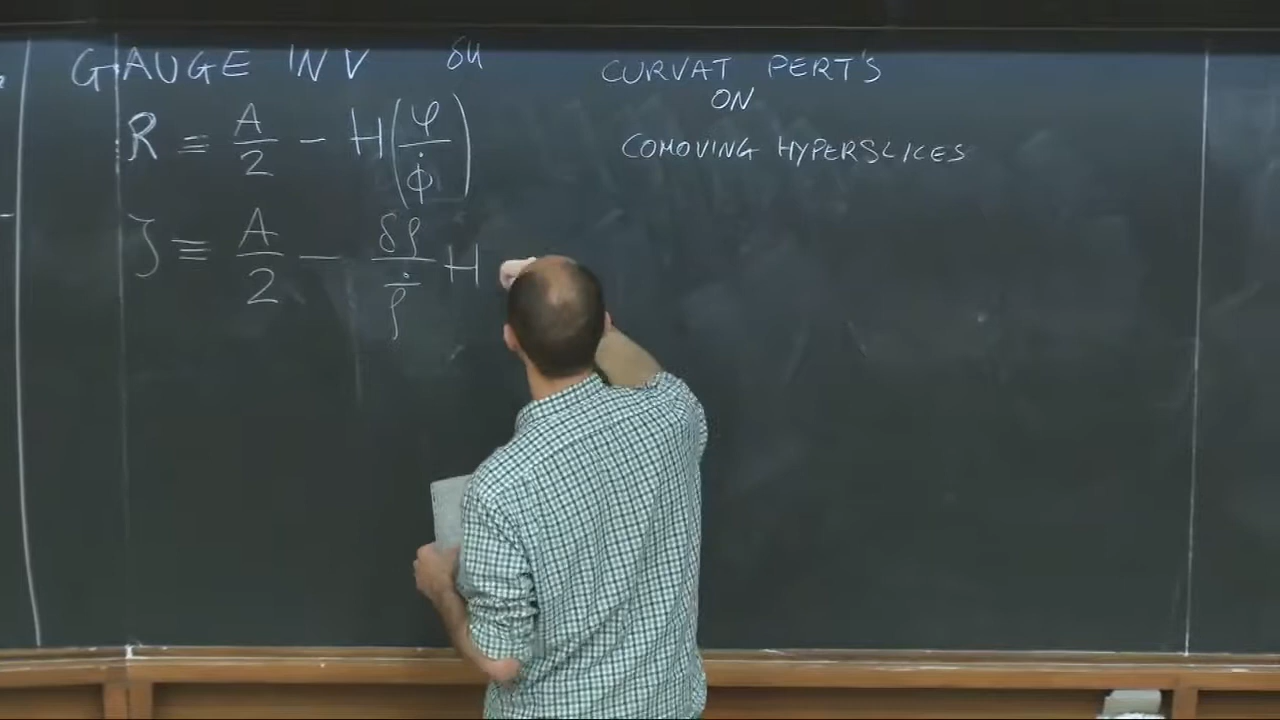 GAUGE INV δu
R ≡ A/2 − H(φ/ϕ̇)
ζ ≡ A/2 − δρ/ρ̇ H
CURVAT PERT'S
ON
COMOVING HYPERSLICES